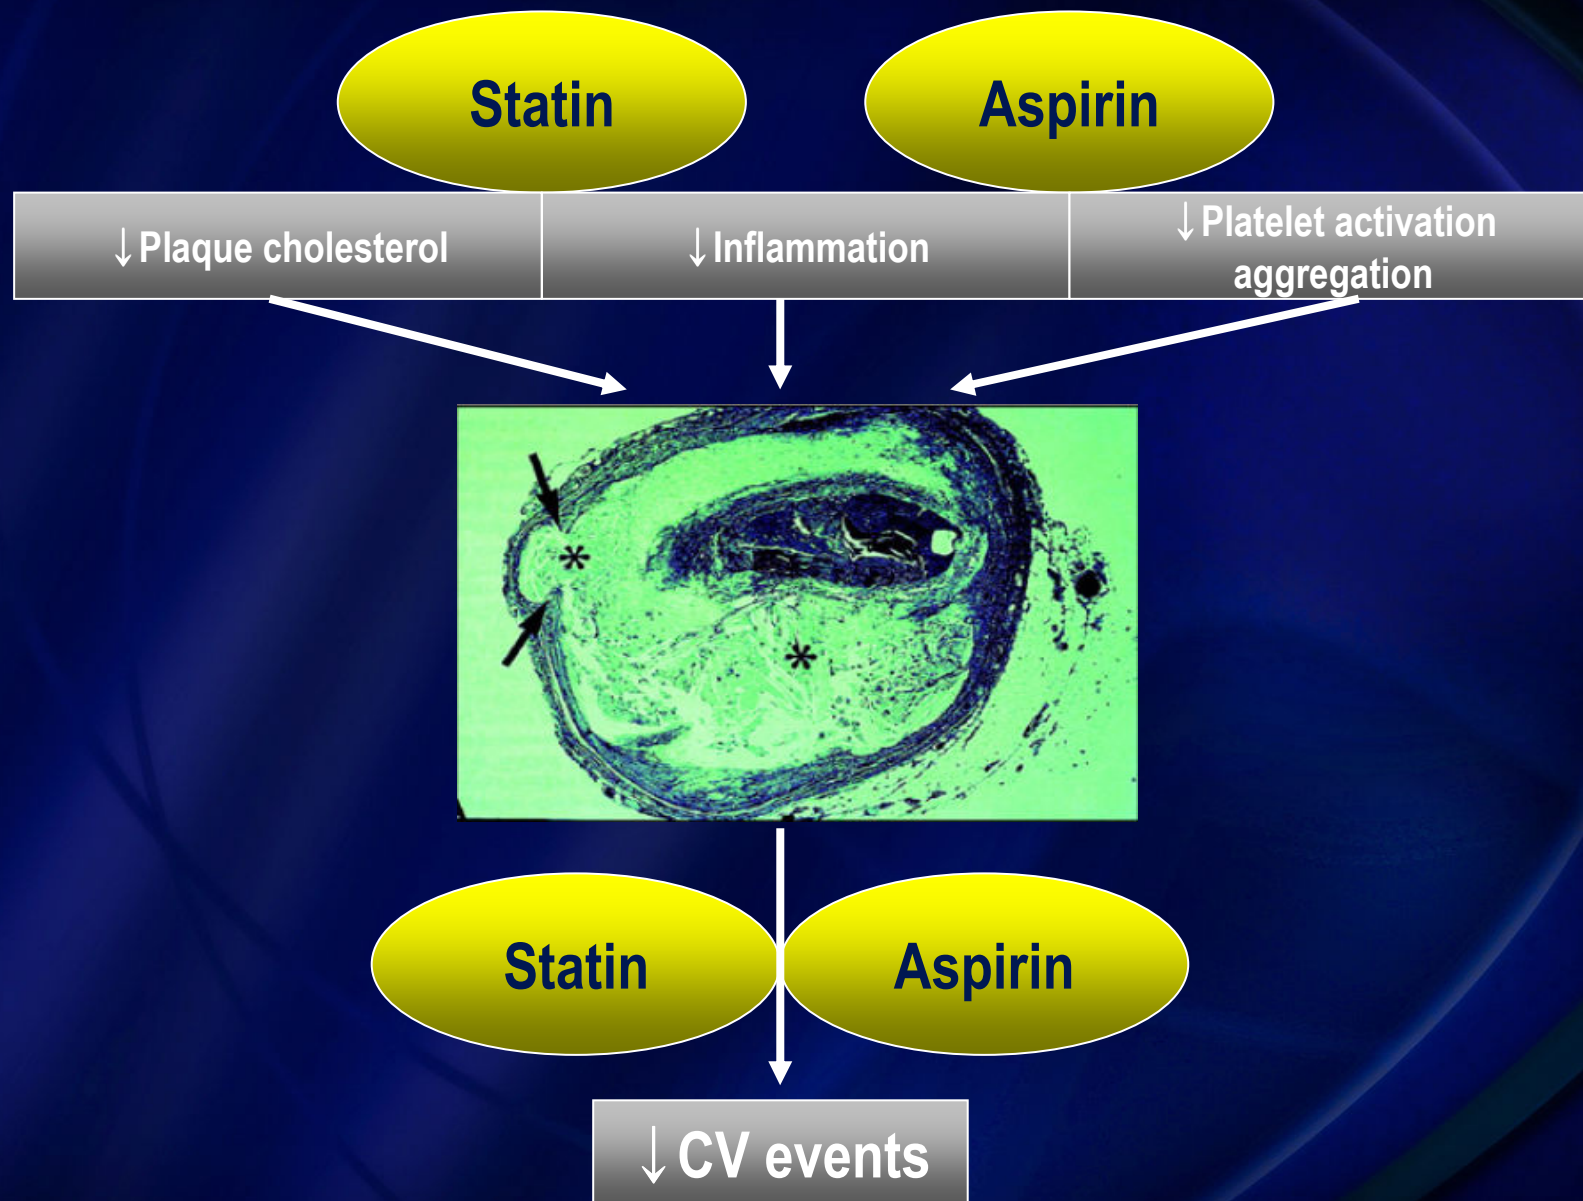 Statin
Aspirin
↓Plaque cholesterol
↓Inflammation
↓Platelet activation
aggregation
*
*
Statin
Aspirin
↓CV events